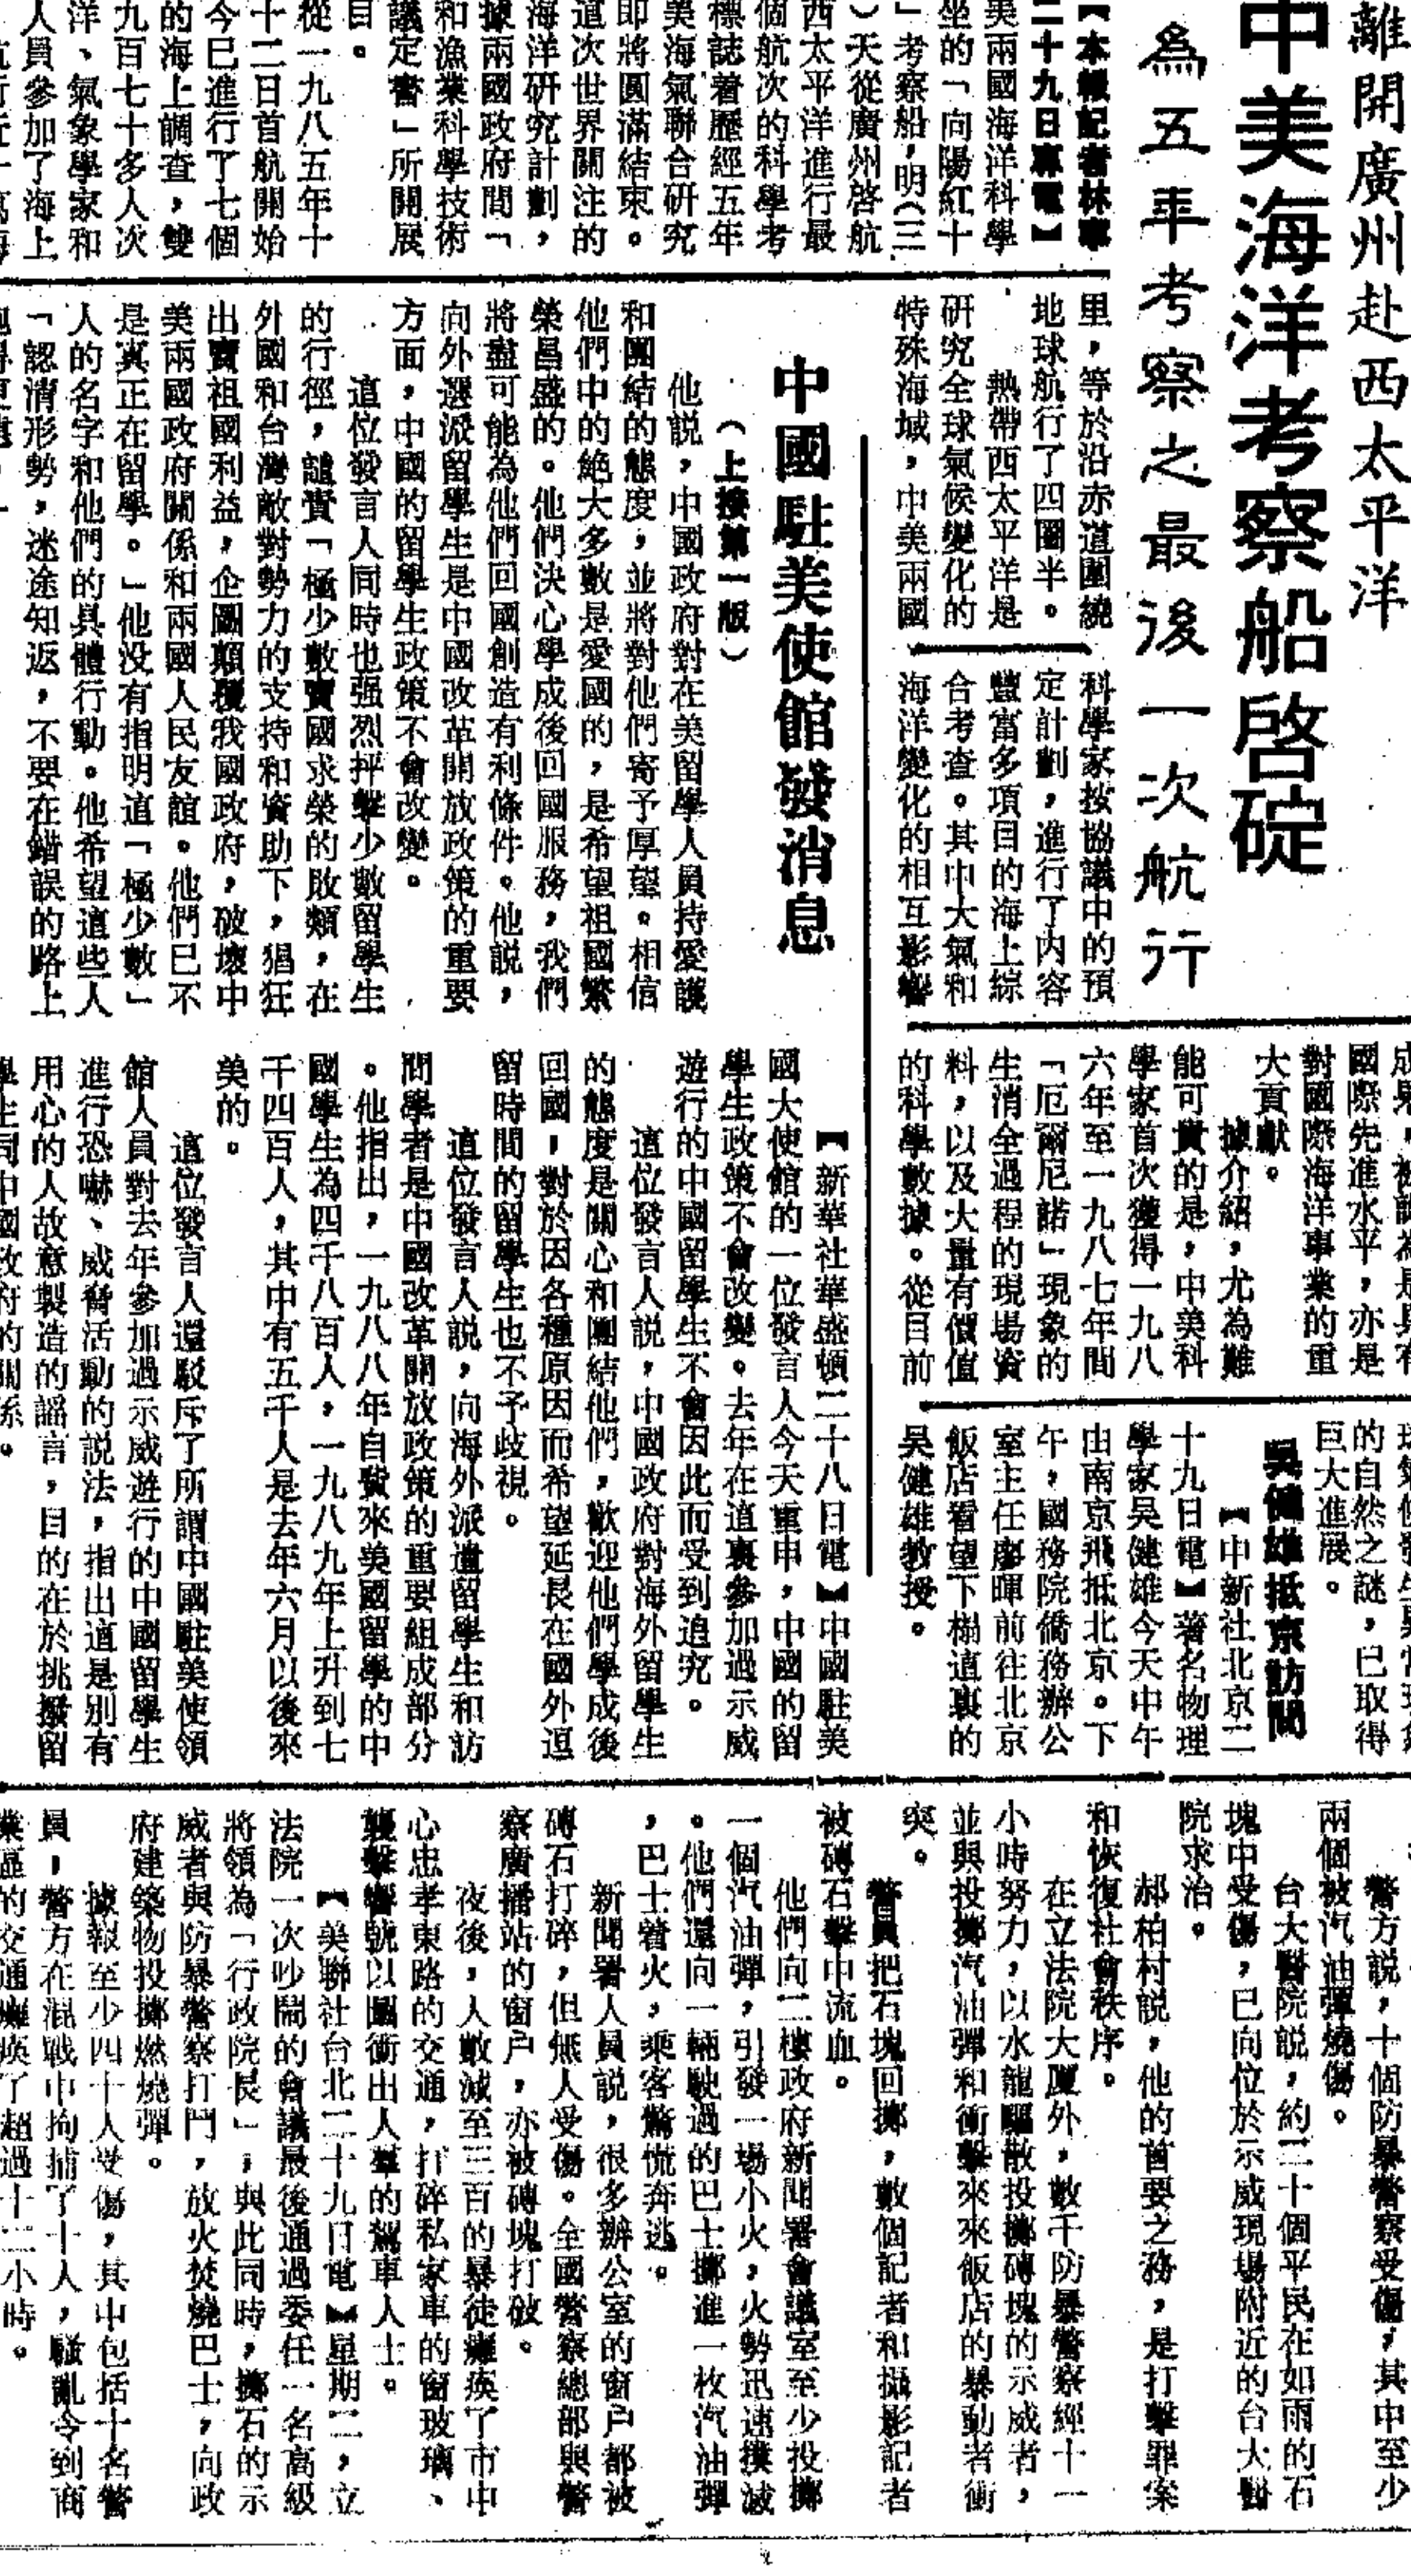 離開廣州赴西太平洋
中美海洋考察船啓碇
為五年考察之最後一次航行
【本報記者林寧
二十九日專電】
美兩國海洋科學
坐的「向陽紅十
」考察船，明（三
）天從廣州啓航
西太平洋進行最
個航次的科學考
標誌着歷經五年
美海氣聯合研究
即將圓滿結束。
這次世界關注的
海洋研究計劃，
據兩國政府間「
和漁業科學技術
議定書」所開展
目。
從一九八五年十
十二日首航開始
今已進行了七個
的海上調查，雙
九百七十多人次
洋、氣象學家和
人員參加了海上
里，等於沿赤道圍繞
地球航行了四圈半。
熱帶西太平洋是
研究全球氣候變化的
特殊海域，中美兩國
科學家按協議中的預
定計劃，進行了内容
豐富多項目的海上綜
合考查。其中大氣和
海洋變化的相互影響
國際先進水平，亦是
對國際海洋事業的重
大貢獻。
據介紹，尤為難
能可貴的是，中美科
學家首次獲得一九八
六年至一九八七年間
「厄爾尼諾」現象的
生消全過程的現場資
料，以及大量有價值
的科學數據。從目前
的自然之謎，已取得
巨大進展。
吳健雄抵京訪問
【中新社北京二
十九日電】著名物理
學家吳健雄今天中午
由南京飛抵北京。下
午，國務院僑務辦公
室主任廖暉前往北京
飯店看望下榻這裏的
吳健雄教授。
中國駐美使館發消息
（上接第一版）
他説，中國政府對在美留學人員持愛護
和團結的態度，並將對他們寄予厚望。相信
他們中的絶大多數是愛國的，是希望祖國繁
榮昌盛的。他們決心學成後回國服務，我們
將盡可能為他們回國創造有利條件。他説，
向外選派留學生是中國改革開放政策的重要
方面，中國的留學生政策不會改變。
這位發言人同時也强烈抨擊少數留學生
的行徑，譴責「極少數賣國求榮的敗類，在
外國和台灣敵對勢力的支持和資助下，猖狂
出賣祖國利益，企圖顛覆我國政府，破壞中
美兩國政府關係和兩國人民友誼。他們已不
是真正在留學。」他没有指明這「極少數」
人的名字和他們的具體行動。他希望這些人
「認清形勢，迷途知返，不要在錯誤的路上
【新華社華盛頓二十八日電】中國駐美
國大使館的一位發言人今天重申，中國的留
學生政策不會改變。去年在這裏參加過示威
遊行的中國留學生不會因此而受到追究。
這位發言人説，中國政府對海外留學生
的態度是關心和團結他們，歡迎他們學成後
回國，對於因各種原因而希望延長在國外逗
留時間的留學生也不予歧視。
這位發言人説，向海外派遣留學生和訪
問學者是中國改革開放政策的重要組成部分
。他指出，一九八八年自費來美國留學的中
國學生為四千八百人，一九八九年上升到七
千四百人，其中有五千人是去年六月以後來
美的。
這位發言人還駁斥了所謂中國駐美使領
館人員對去年參加過示威遊行的中國留學生
進行恐嚇、威脅活動的説法，指出這是别有
用心的人故意製造的謡言，目的在於挑撥留
學生同中國政府的關係。
警方説，十個防暴警察受傷，其中至少
兩個被汽油彈燒傷。
台大醫院説，約三十個平民在如雨的石
塊中受傷，已向位於示威現場附近的台大醫
院求治。
郝柏村説，他的首要之務，是打擊罪案
和恢復社會秩序。
在立法院大厦外，數千防暴警察經十一
小時努力，以水龍驅散投擲磚塊的示威者，
並與投擲汽油彈和衝擊來來飯店的暴動者衝
突。
警員把石塊回擲，數個記者和攝影記者
被磚石擊中流血。
他們向二樓政府新聞署會議室至少投擲
一個汽油彈，引發一場小火，火勢迅速撲滅
。他們還向一輛駛過的巴士擲進一枚汽油彈
，巴士着火，乘客驚慌奔逃。
新聞署人員説，很多辦公室的窗户都被
磚石打碎，但無人受傷。全國警察總部與警
察廣播站的窗户，亦被磚塊打破。
夜後，人數減至三百的暴徒癱瘓了市中
心忠孝東路的交通，打碎私家車的窗玻璃、
襲擊響號以圖衝出人羣的駕車人士。
【美聯社台北二十九日電】星期二，立
法院一次吵鬧的會議最後通過委任一名高級
將領為「行政院長」，與此同時，擲石的示
威者與防暴警察打鬥，放火焚燒巴士，向政
府建築物投擲燃燒彈。
據報至少四十人受傷，其中包括十名警
員，警方在混戰中拘捕了十人，騷亂令到商
業區的交通癱瘓了超過十二小時。